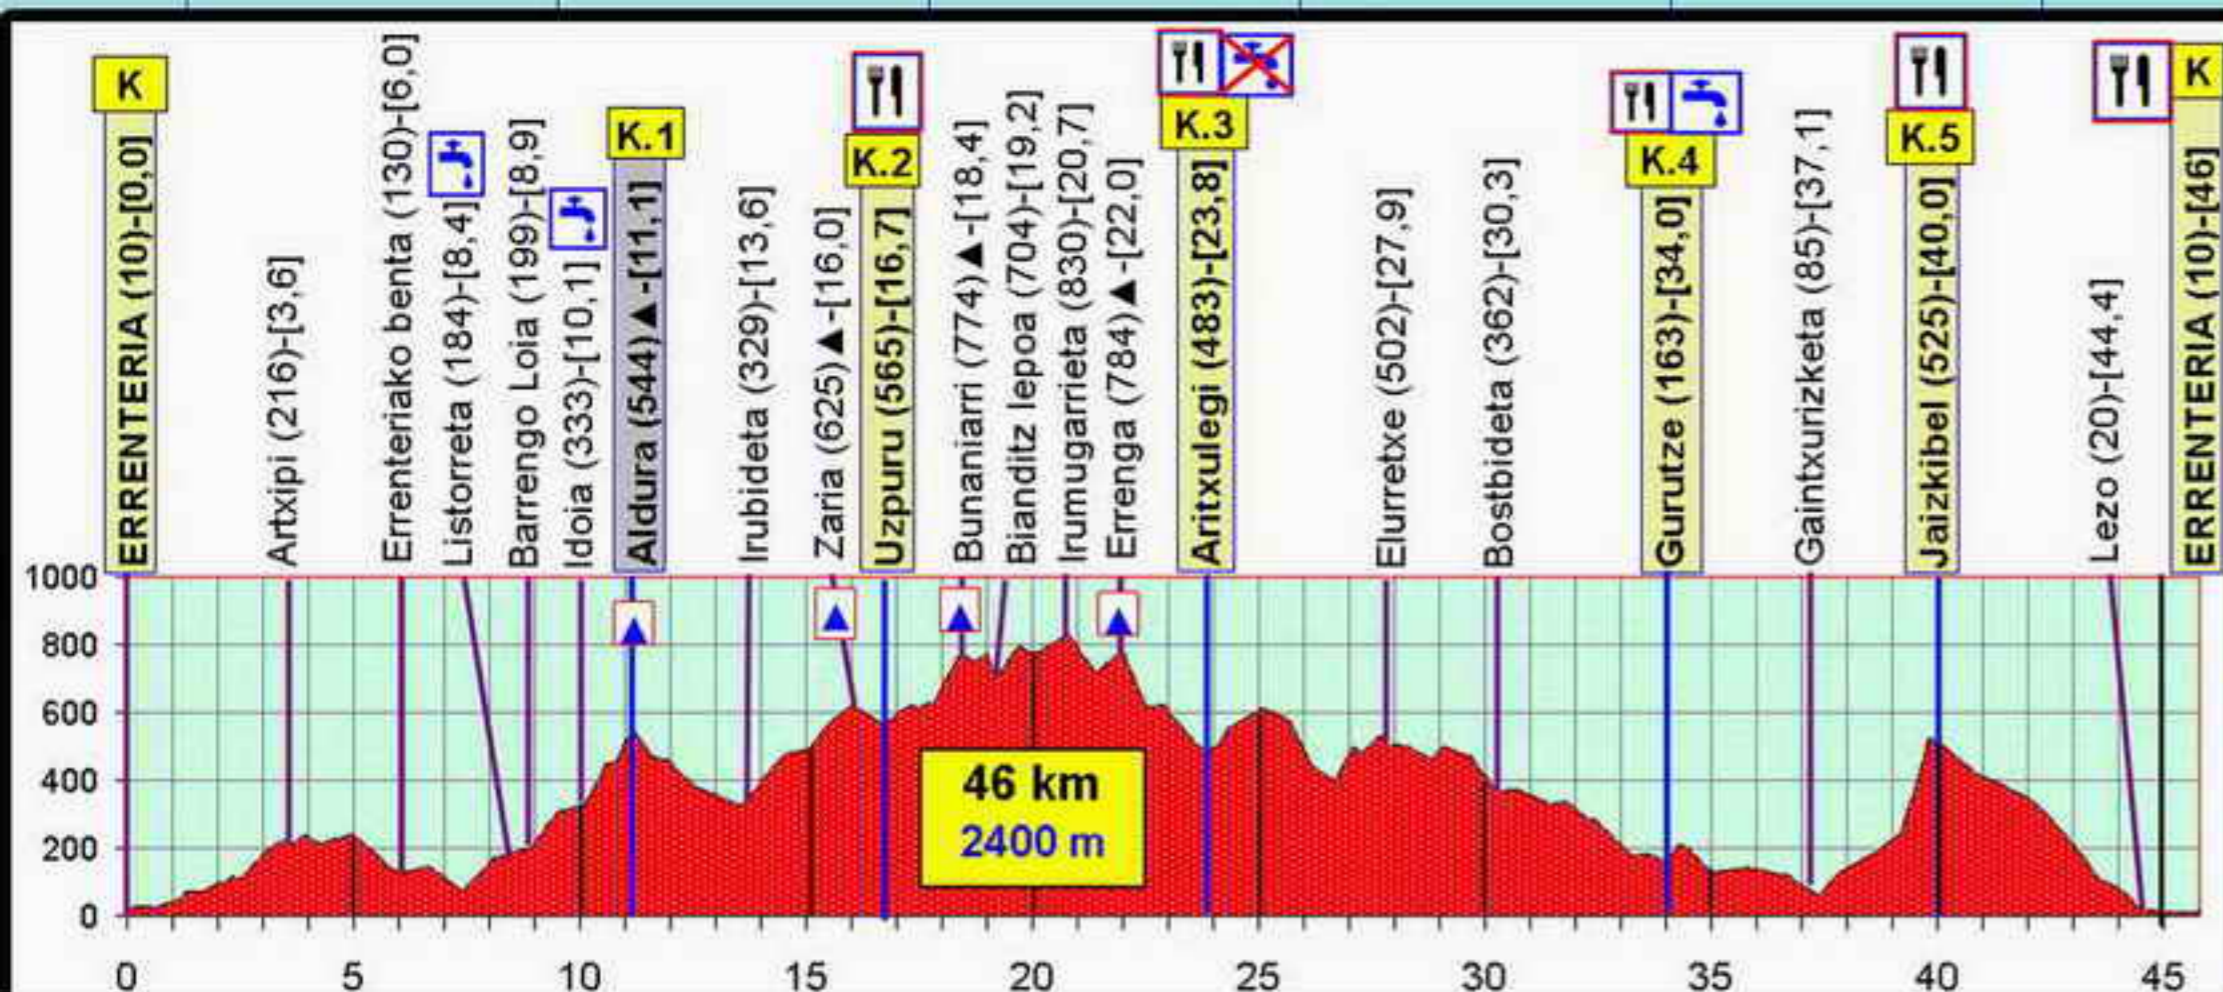 K
ERRENTERIA (10)-[0,0]
Artxipi (216)-[3,6]
Errenteriako benta (130)-[6,0]
Listorreta (184)-[8,4]
Barrengo Loia (199)-[8,9]
Idoia (333)-[10,1]
K.1
Aldura (544)▲-[11,1]
Irubideta (329)-[13,6]
Zaria (625)▲-[16,0]
K.2
Uzpuru (565)-[16,7]
Bunaniarri (774)▲-[18,4]
Bianditz lepoa (704)-[19,2]
Irumugarrieta (830)-[20,7]
Errenga (784)▲-[22,0]
K.3
Aritxulegi (483)-[23,8]
Elurretxe (502)-[27,9]
Bostbideta (362)-[30,3]
K.4
Gurutze (163)-[34,0]
Gaintxurizketa (85)-[37,1]
K.5
Jaizkibel (525)-[40,0]
Lezo (20)-[44,4]
K
ERRENTERIA (10)-[46]
1000
800
600
400
200
0
46 km
2400 m
0 5 10 15 20 25 30 35 40 45